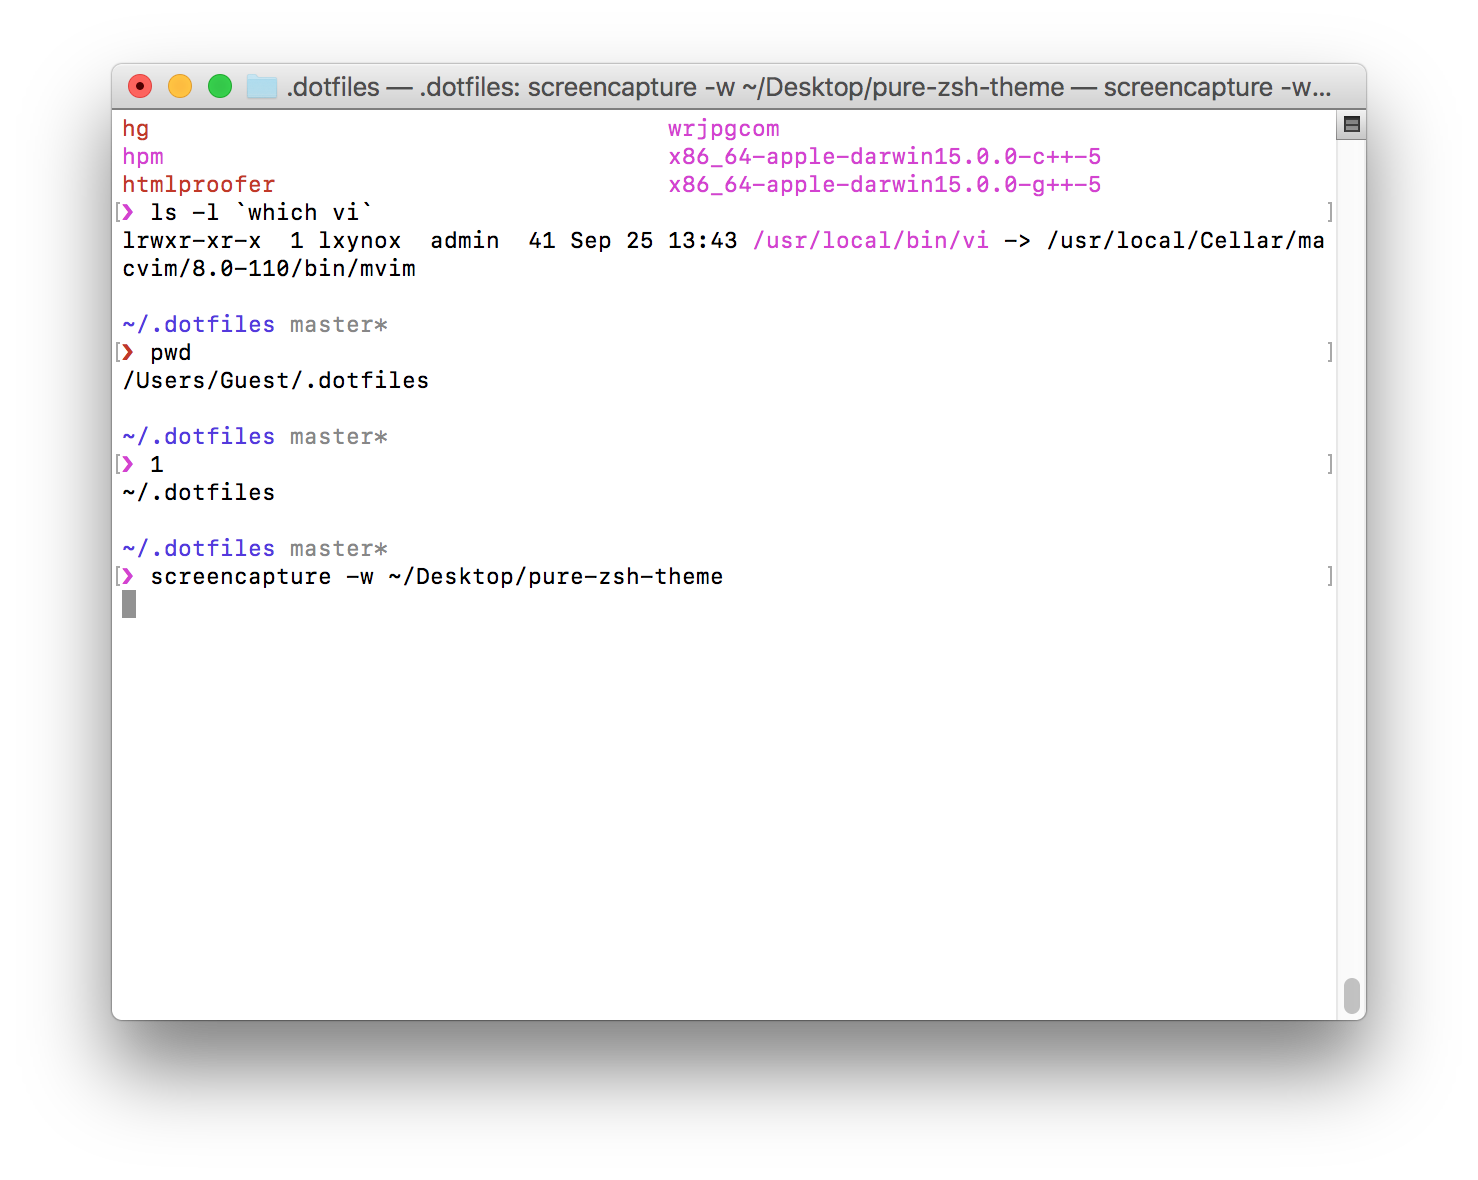 .dotfiles — .dotfiles: screencapture -w ~/Desktop/pure-zsh-theme — screencapture -w...
hg wrjpgcom
hpm x86_64-apple-darwin15.0.0-c++-5
htmlproofer x86_64-apple-darwin15.0.0-g++-5
[❯ ls -l `which vi` ]
lrwxr-xr-x  1 lxynox  admin  41 Sep 25 13:43 /usr/local/bin/vi -> /usr/local/Cellar/ma
cvim/8.0-110/bin/mvim
~/.dotfiles master*
[❯ pwd ]
/Users/Guest/.dotfiles
~/.dotfiles master*
[❯ 1 ]
~/.dotfiles
~/.dotfiles master*
[❯ screencapture -w ~/Desktop/pure-zsh-theme ]